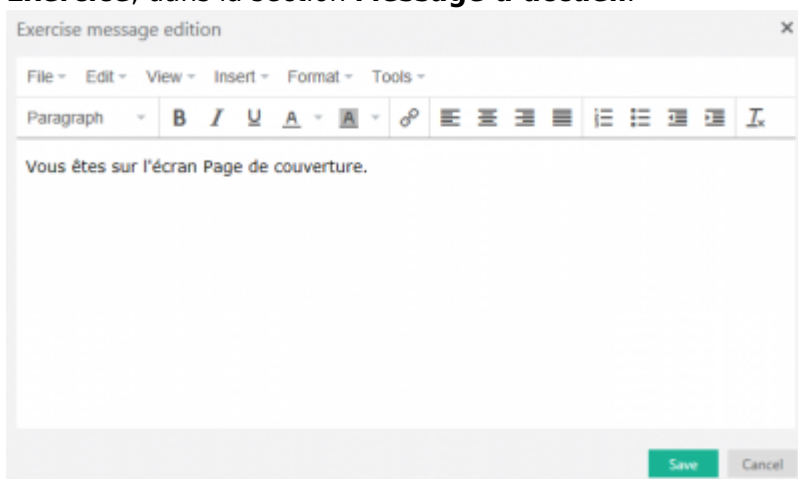 Exercice, dans la section Message d'accueil.
Exercise message edition ×
File Edit View Insert Format Tools
Paragraph B I U A A
Vous êtes sur l'écran Page de couverture.
Save Cancel